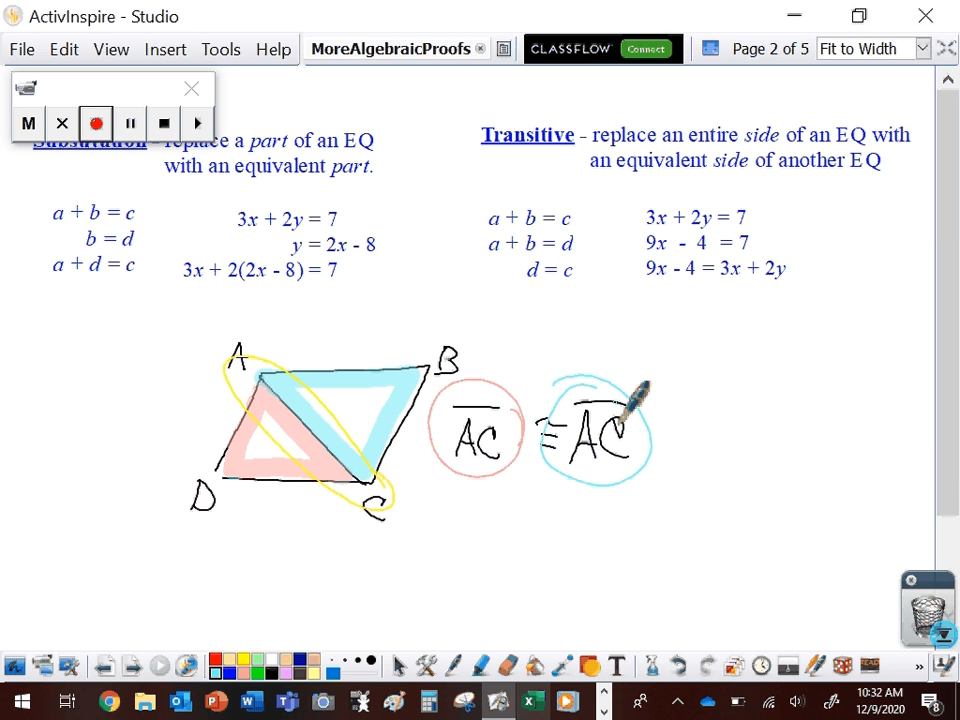 ActivInspire - Studio
File Edit View Insert Tools Help MoreAlgebraicProofs CLASSFLOW Connect Page 2 of 5 Fit to Width
M
Substitution - replace a part of an EQ
with an equivalent part.
a + b = c
b = d
a + d = c
3x + 2y = 7
y = 2x - 8
3x + 2(2x - 8) = 7
Transitive - replace an entire side of an EQ with
an equivalent side of another EQ
a + b = c
a + b = d
d = c
3x + 2y = 7
9x - 4 = 7
9x - 4 = 3x + 2y
A
B
AC ≅ AC
D
C
T
10:32 AM
12/9/2020
8